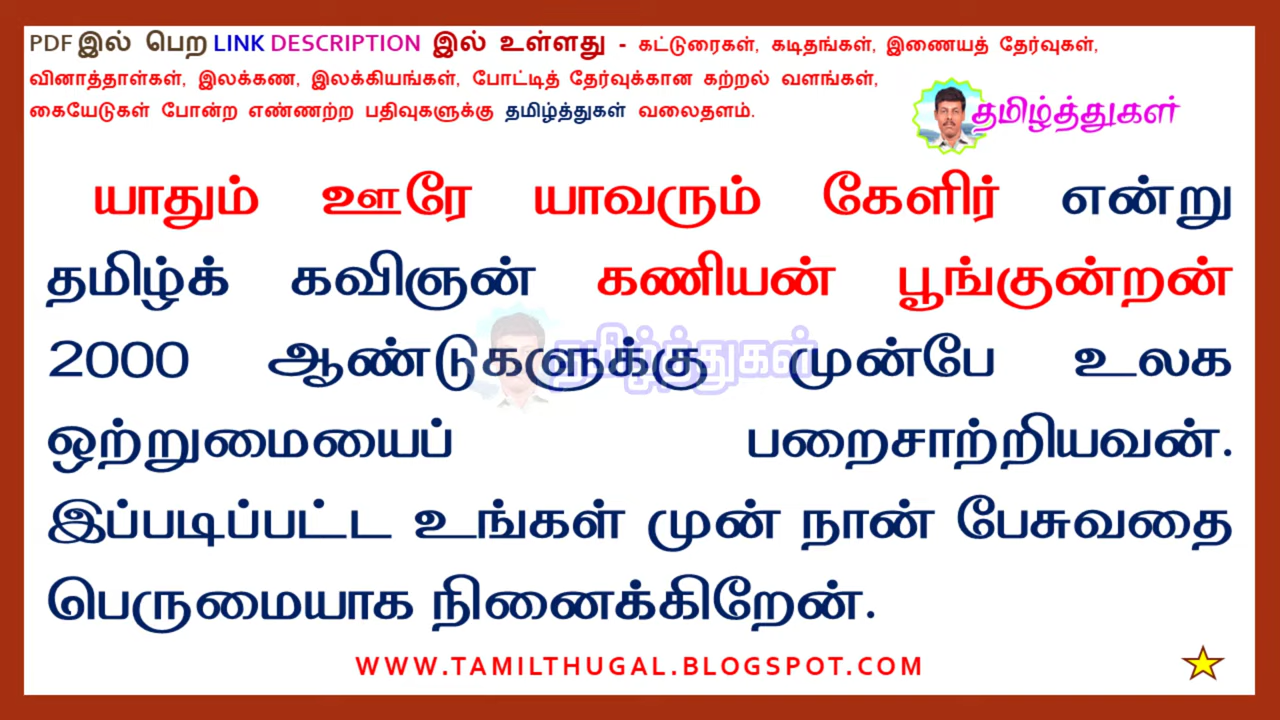 PDF இல் பெற LINK DESCRIPTION இல் உள்ளது - கட்டுரைகள், கடிதங்கள், இணையத் தேர்வுகள்,
வினாத்தாள்கள், இலக்கண, இலக்கியங்கள், போட்டித் தேர்வுக்கான கற்றல் வளங்கள்,
கையேடுகள் போன்ற எண்ணற்ற பதிவுகளுக்கு தமிழ்த்துகள் வலைதளம்.
தமிழ்த்துகள்
யாதும் ஊரே யாவரும் கேளிர் என்று
தமிழ்க் கவிஞன் கணியன் பூங்குன்றன்
2000 ஆண்டுகளுக்கு முன்பே உலக
தமிழ்த்துகள்
ஒற்றுமையைப் பறைசாற்றியவன்.
இப்படிப்பட்ட உங்கள் முன் நான் பேசுவதை
பெருமையாக நினைக்கிறேன்.
WWW.TAMILTHUGAL.BLOGSPOT.COM